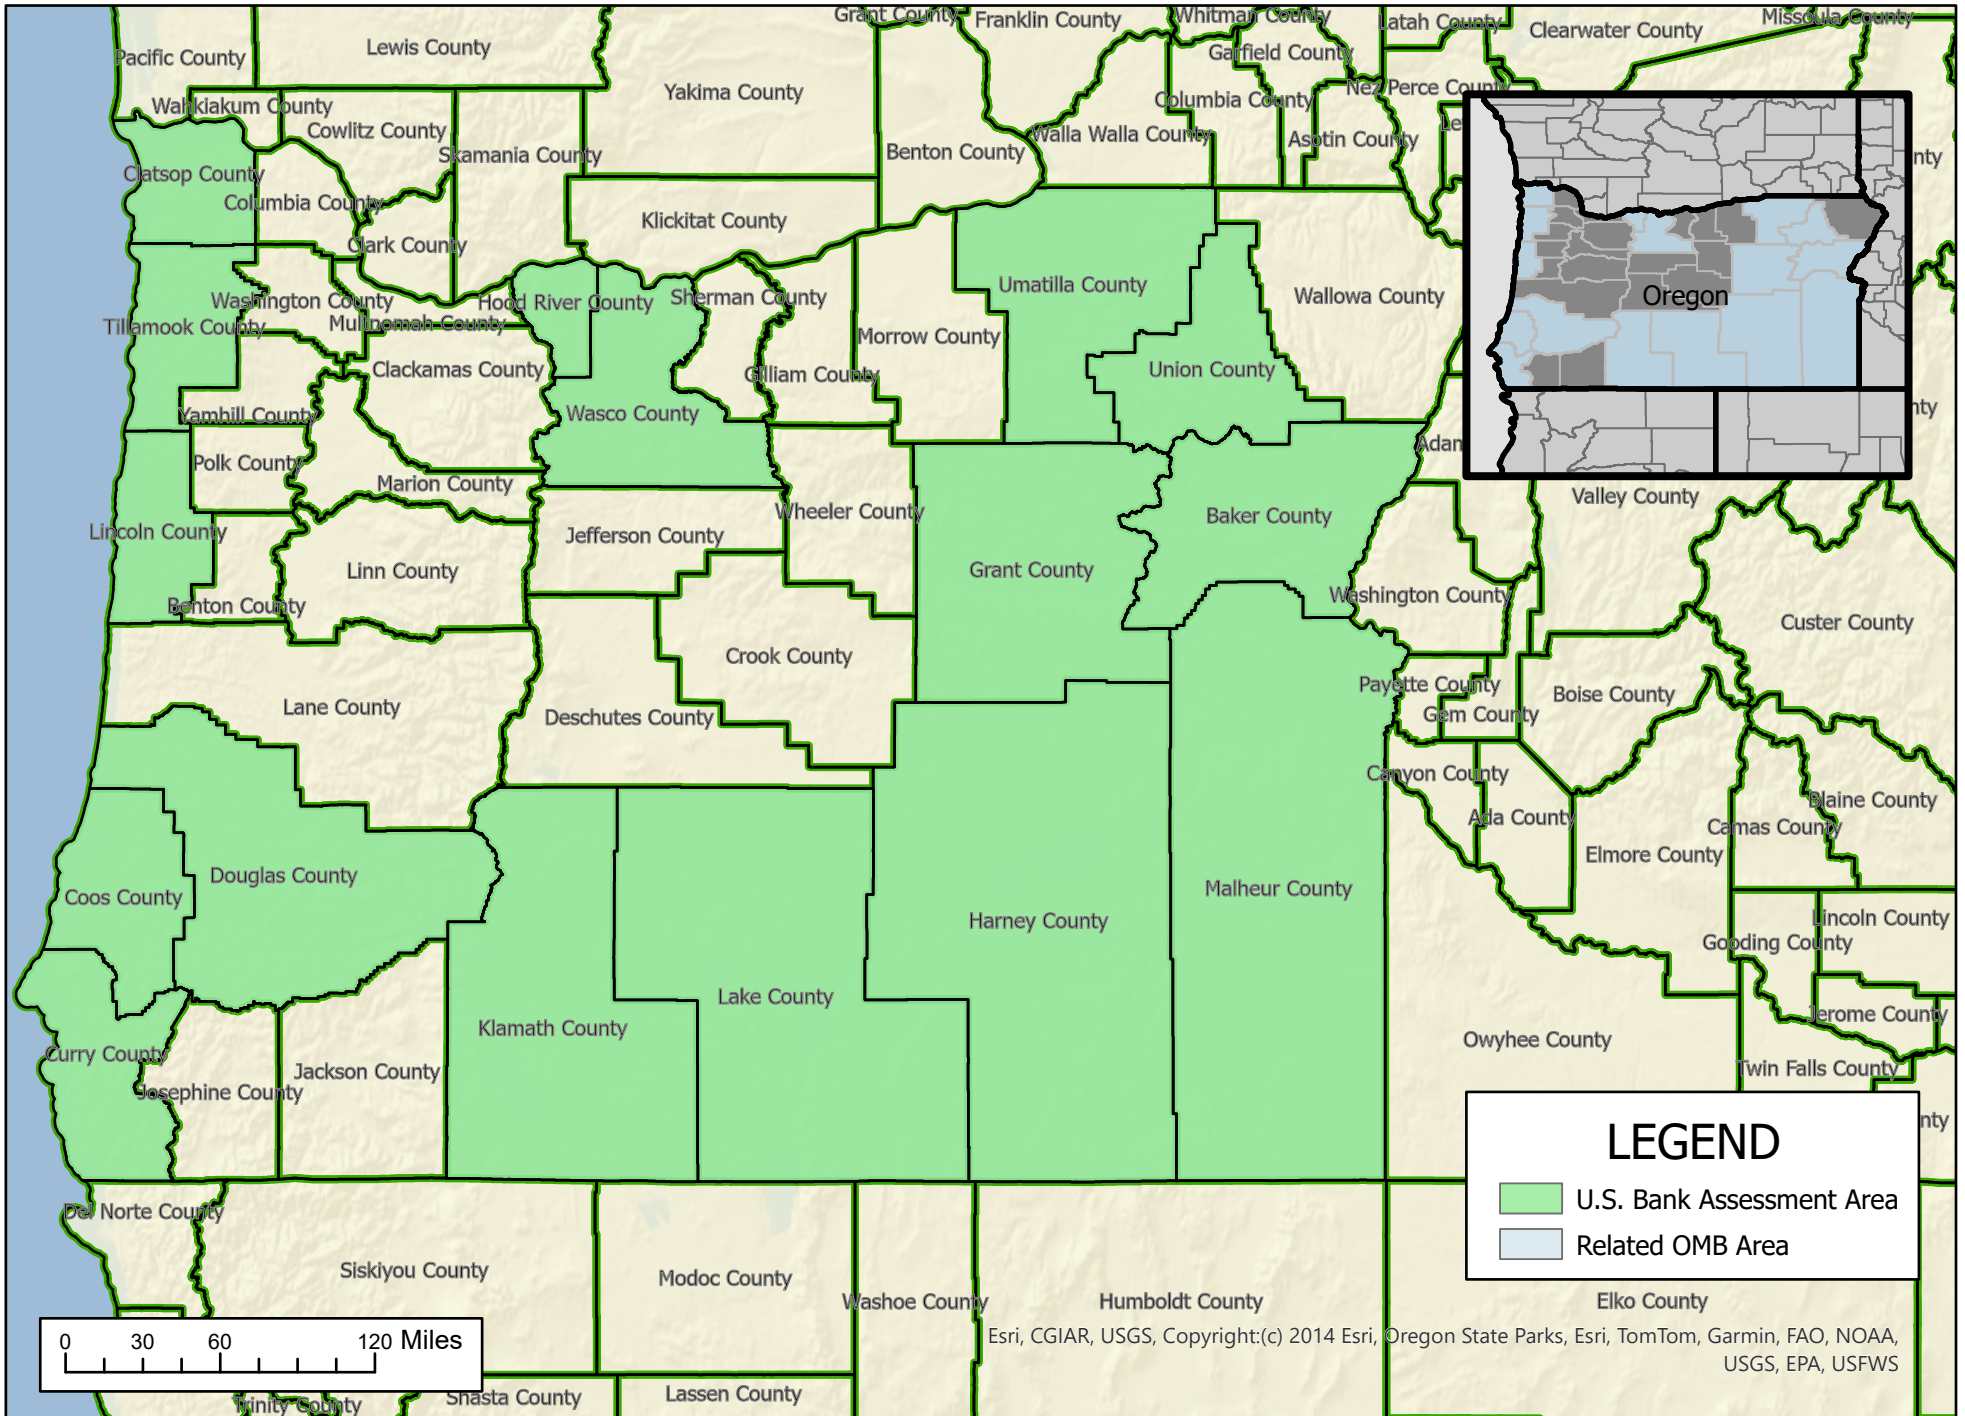 Grant County
Franklin County
Whitman County
Latah County
Missoula County
Clearwater County
Pacific County
Lewis County
Garfield County
Yakima County
Nez Perce County
Wahkiakum County
Columbia County
Cowlitz County
Walla Walla County
Asotin County
Le
Skamania County
Benton County
nty
Clatsop County
Columbia County
Klickitat County
Clark County
Umatilla County
Wallowa County
Oregon
Washington County
Hood River County
Sherman County
Tillamook County
Multnomah County
Morrow County
Clackamas County
Gilliam County
Union County
Yamhill County
Wasco County
nty
Adam
Polk County
Marion County
Valley County
Wheeler County
Baker County
Lincoln County
Jefferson County
Linn County
Grant County
Benton County
Washington County
Custer County
Crook County
Payette County
Boise County
Lane County
Deschutes County
Gem County
Canyon County
Ada County
Blaine County
Camas County
Elmore County
Douglas County
Coos County
Malheur County
Harney County
Lincoln County
Gooding County
Lake County
Klamath County
Jerome County
Owyhee County
Curry County
Jackson County
Twin Falls County
Josephine County
nty
LEGEND
U.S. Bank Assessment Area
Related OMB Area
Del Norte County
Siskiyou County
Modoc County
Washoe County
Humboldt County
Elko County
0 30 60 120 Miles
Esri, CGIAR, USGS, Copyright:(c) 2014 Esri, Oregon State Parks, Esri, TomTom, Garmin, FAO, NOAA,
USGS, EPA, USFWS
Trinity County
Shasta County
Lassen County